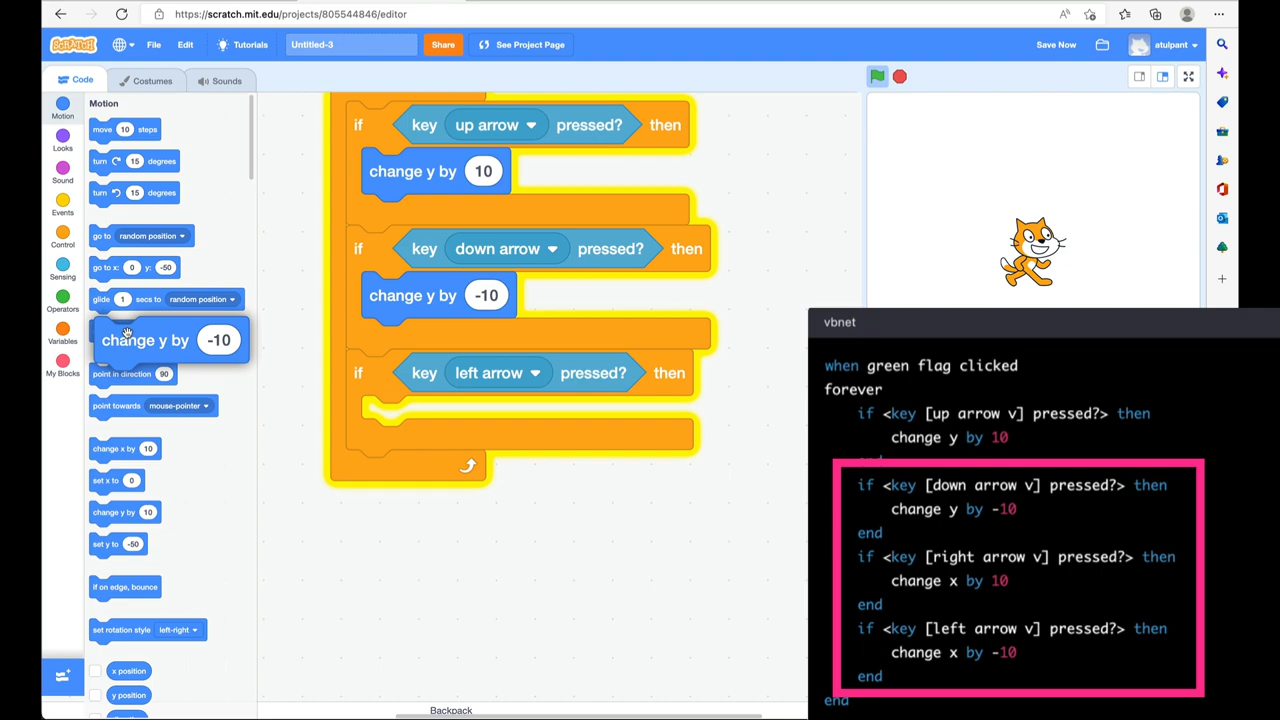 https://scratch.mit.edu/projects/805544846/editor
SCRATCH
File
Edit
Tutorials
Untitled-3
Share
See Project Page
Save Now
atulpant
Code
Costumes
Sounds
Motion
Looks
Sound
Events
Control
Sensing
Operators
Variables
My Blocks
Motion
move 10 steps
turn 15 degrees
turn 15 degrees
go to random position
go to x: 0 y: -50
glide 1 secs to random position
change y by -10
point in direction 90
point towards mouse-pointer
change x by 10
set x to 0
change y by 10
set y to -50
if on edge, bounce
set rotation style left-right
x position
y position
if key up arrow pressed? then
change y by 10
if key down arrow pressed? then
change y by -10
if key left arrow pressed? then
Backpack
vbnet
when green flag clicked
forever
if <key [up arrow v] pressed?> then
change y by 10
if <key [down arrow v] pressed?> then
change y by -10
end
if <key [right arrow v] pressed?> then
change x by 10
end
if <key [left arrow v] pressed?> then
change x by -10
end
end